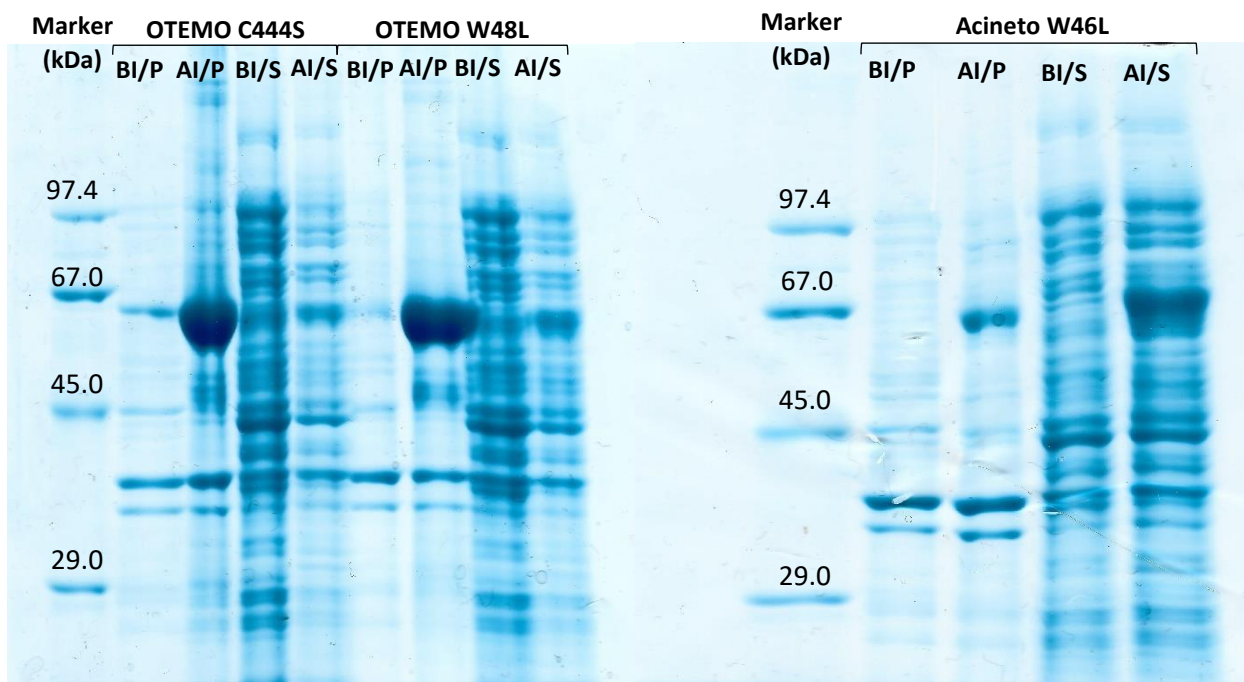 Marker
(kDa)
OTEMO C444S
OTEMO W48L
BI/P AI/P BI/S AI/S BI/P AI/P BI/S AI/S
97.4
67.0
45.0
29.0
Marker
(kDa)
Acineto W46L
BI/P AI/P BI/S AI/S
97.4
67.0
45.0
29.0